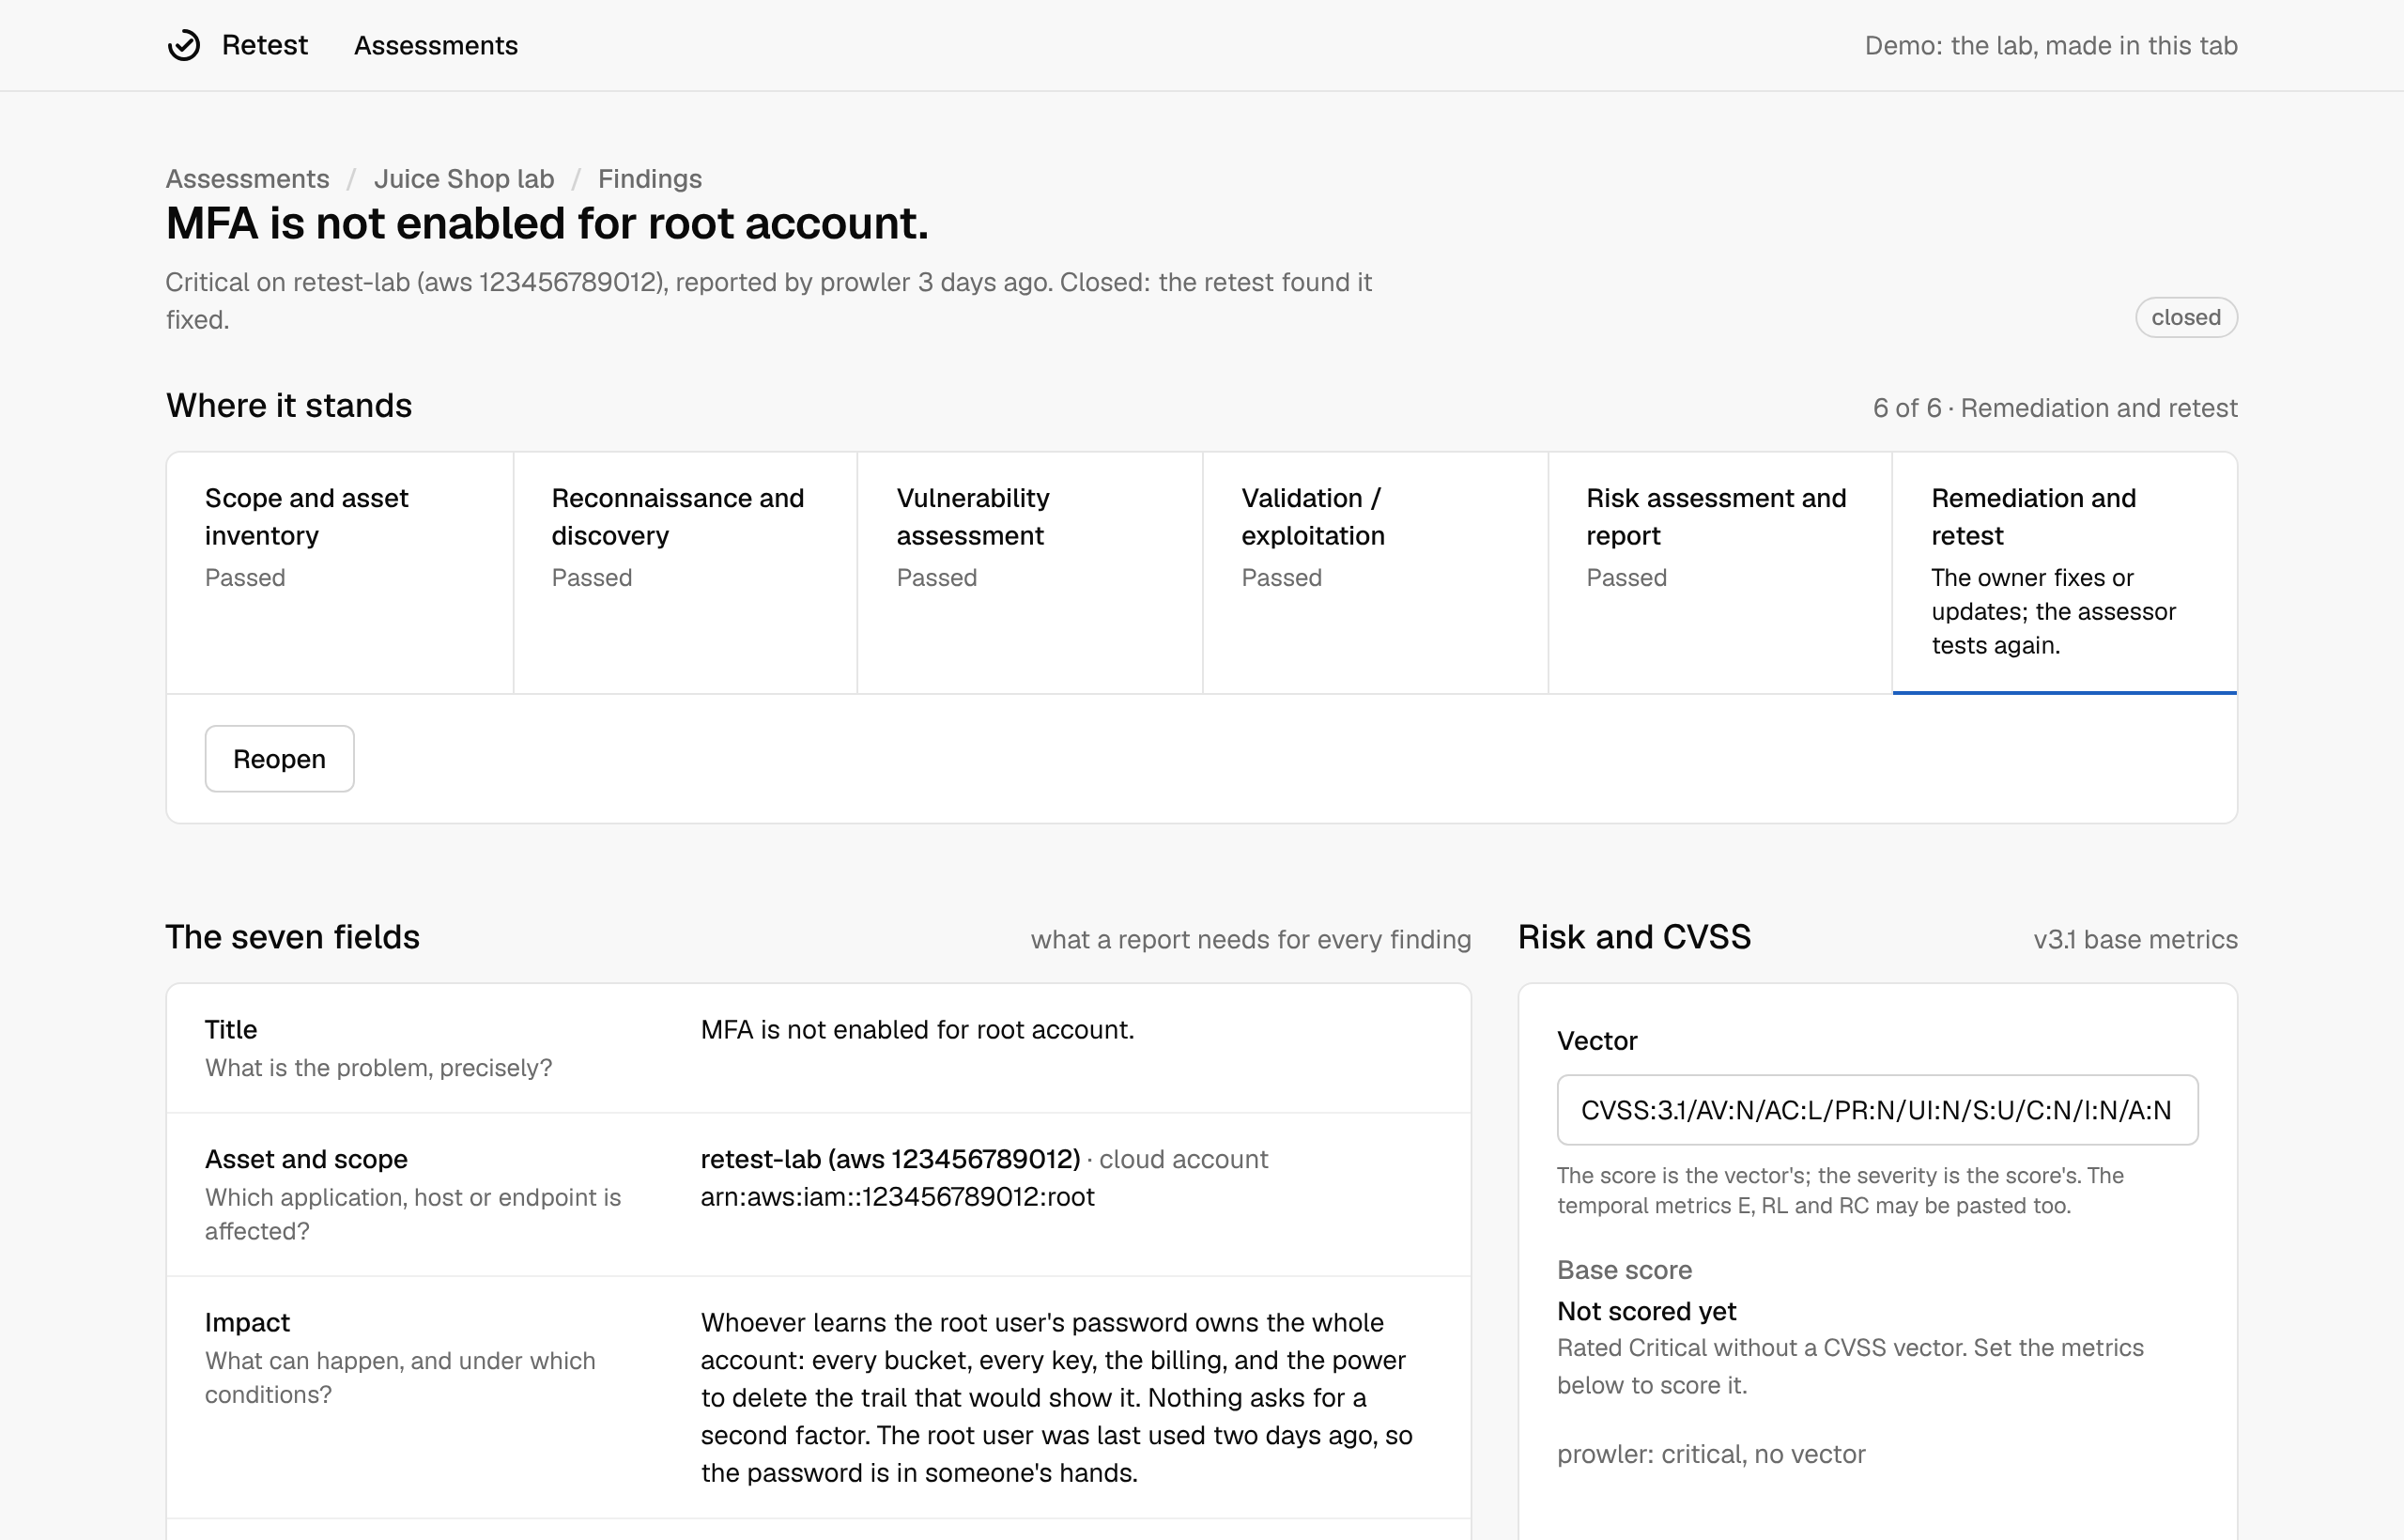 Retest
Assessments
Demo: the lab, made in this tab
Assessments / Juice Shop lab / Findings
MFA is not enabled for root account.
Critical on retest-lab (aws 123456789012), reported by prowler 3 days ago. Closed: the retest found it
fixed.
closed
Where it stands
6 of 6 · Remediation and retest
Scope and asset
inventory
Passed
Reconnaissance and
discovery
Passed
Vulnerability
assessment
Passed
Validation /
exploitation
Passed
Risk assessment and
report
Passed
Remediation and
retest
The owner fixes or
updates; the assessor
tests again.
Reopen
The seven fields
what a report needs for every finding
Title
What is the problem, precisely?
MFA is not enabled for root account.
Asset and scope
Which application, host or endpoint is
affected?
retest-lab (aws 123456789012) · cloud account
arn:aws:iam::123456789012:root
Impact
What can happen, and under which
conditions?
Whoever learns the root user's password owns the whole
account: every bucket, every key, the billing, and the power
to delete the trail that would show it. Nothing asks for a
second factor. The root user was last used two days ago, so
the password is in someone's hands.
Risk and CVSS
v3.1 base metrics
Vector
CVSS:3.1/AV:N/AC:L/PR:N/UI:N/S:U/C:N/I:N/A:N
The score is the vector's; the severity is the score's. The
temporal metrics E, RL and RC may be pasted too.
Base score
Not scored yet
Rated Critical without a CVSS vector. Set the metrics
below to score it.
prowler: critical, no vector